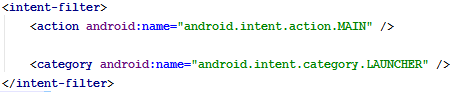 <intent-filter>
<action android:name="android.intent.action.MAIN" />
<category android:name="android.intent.category.LAUNCHER" />
</intent-filter>